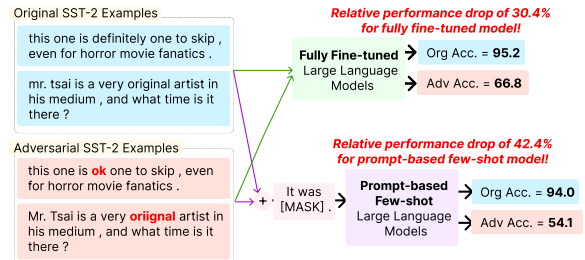 Original SST-2 Examples
this one is definitely one to skip ,
even for horror movie fanatics .
mr. tsai is a very original artist in
his medium , and what time is it
there ?
Adversarial SST-2 Examples
this one is ok one to skip , even
for horror movie fanatics .
Mr. Tsai is a very oriignal artist in
his medium , and what time is it
there ?
Relative performance drop of 30.4%
for fully fine-tuned model!
Fully Fine-tuned
Large Language
Models
Org Acc. = 95.2
Adv Acc. = 66.8
Relative performance drop of 42.4%
for prompt-based few-shot model!
+
It was
[MASK] .
Prompt-based
Few-shot
Large Language
Models
Org Acc. = 94.0
Adv Acc. = 54.1